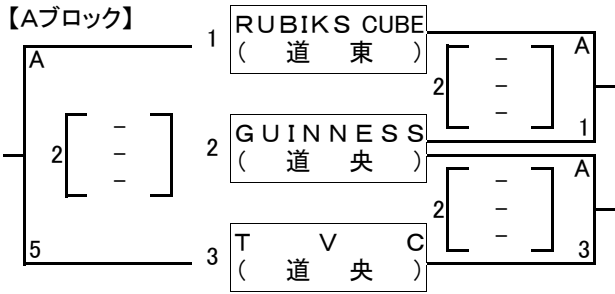 【Aブロック】
1 RUBIKS CUBE
( 道 東 )
A
A
2 - - -
1
2 - - -
2 GUINNESS
( 道 央 )
A
2 - - -
5
3 T V C
( 道 央 )
3